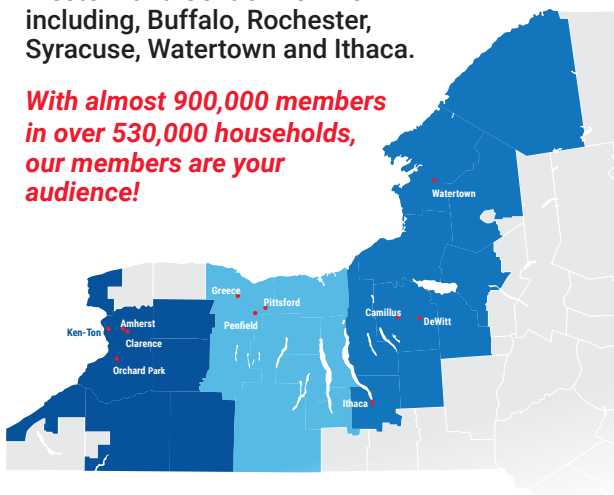 including, Buffalo, Rochester,
Syracuse, Watertown and Ithaca.
With almost 900,000 members
in over 530,000 households,
our members are your
audience!
Watertown
Greece
Pittsford
Penfield
Camillus
DeWitt
Ken-Ton
Amherst
Clarence
Orchard Park
Ithaca